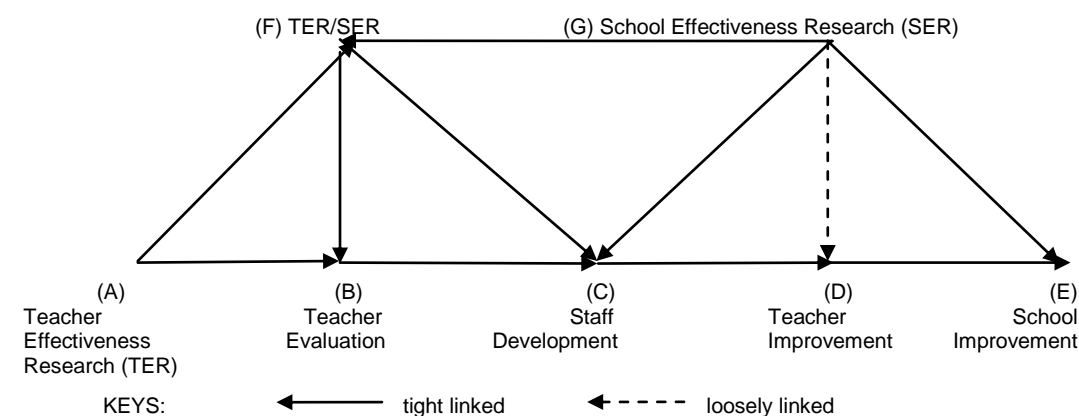 (F) TER/SER
(G) School Effectiveness Research (SER)
(A)
Teacher
Effectiveness
Research (TER)
(B)
Teacher
Evaluation
(C)
Staff
Development
(D)
Teacher
Improvement
(E)
School
Improvement
KEYS:
tight linked
loosely linked